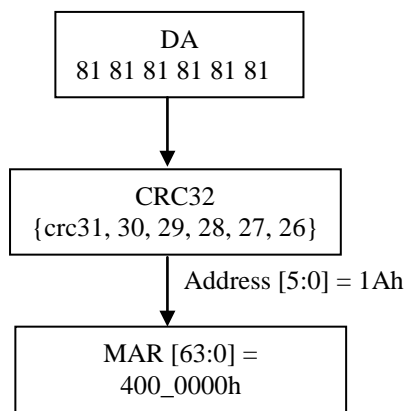 DA
81 81 81 81 81 81
CRC32
{crc31, 30, 29, 28, 27, 26}
Address [5:0] = 1Ah
MAR [63:0] =
400_0000h